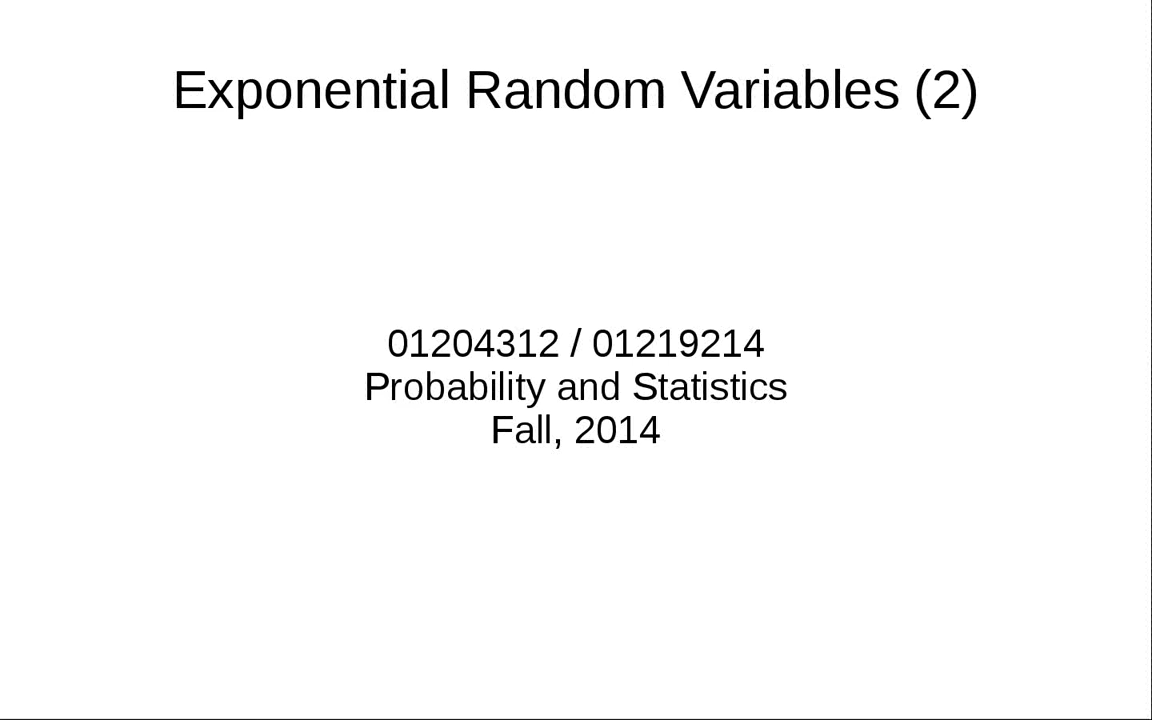 Exponential Random Variables (2)
01204312 / 01219214
Probability and Statistics
Fall, 2014